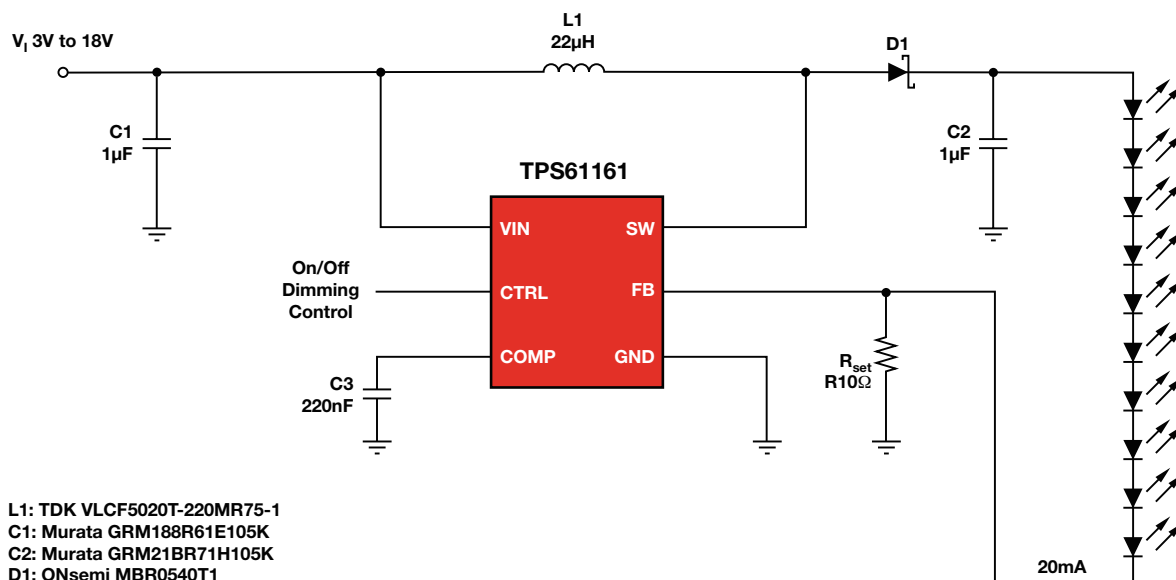 V_I 3V to 18V
L1
22µH
D1
C1
1µF
C2
1µF
TPS61161
VIN
SW
On/Off
Dimming
Control
CTRL
FB
COMP
GND
R_set
R10Ω
C3
220nF
L1: TDK VLCF5020T-220MR75-1
C1: Murata GRM188R61E105K
C2: Murata GRM21BR71H105K
D1: ONsemi MBR0540T1
20mA